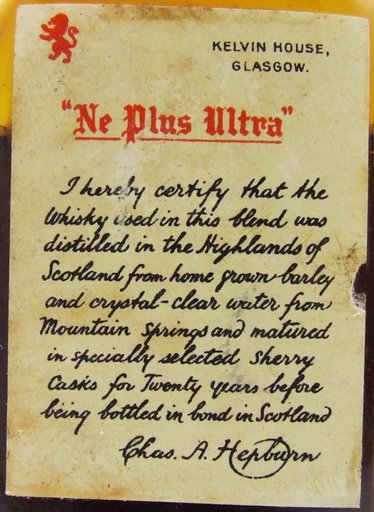 KELVIN HOUSE,
GLASGOW.
"Ne Plus Ultra"
I hereby certify that the
Whisky used in this blend was
distilled in the Highlands of
Scotland from home grown barley
and crystal-clear water from
Mountain Springs and matured
in specially selected Sherry
Casks for Twenty years before
being bottled in bond in Scotland
Chas. A. Hepburn